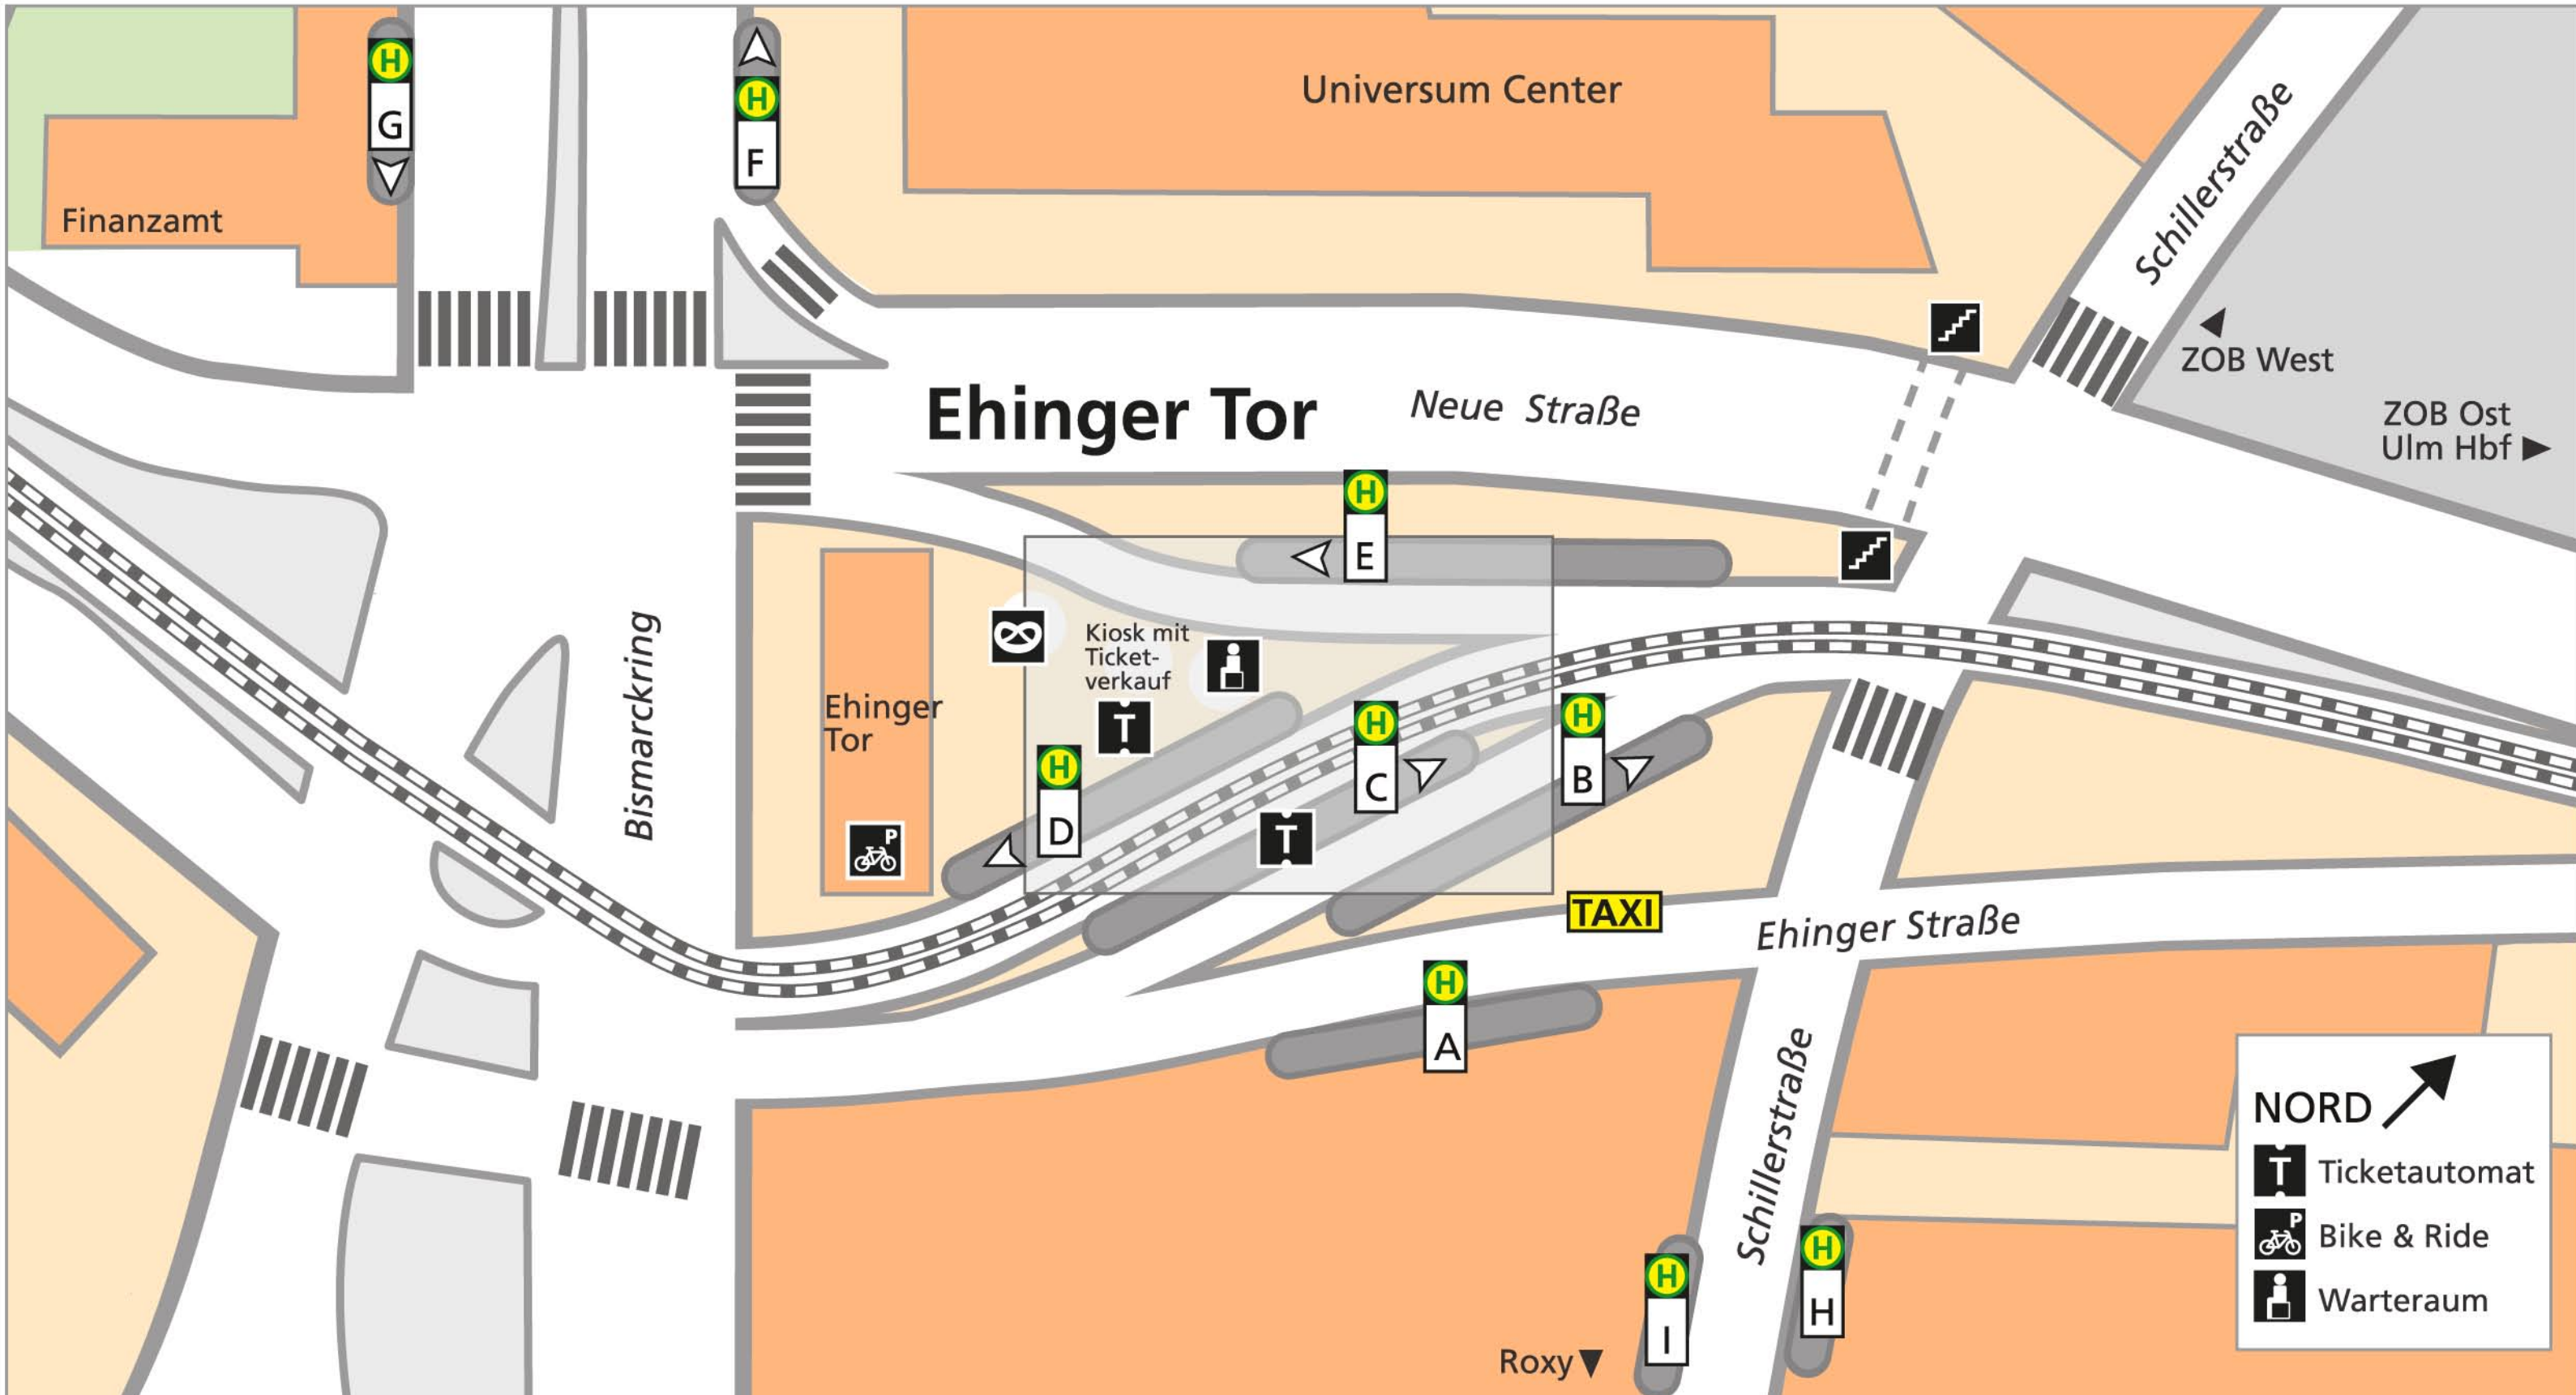 H
G
Finanzamt
H
F
Universum Center
Schillerstraße
ZOB West
ZOB Ost
Ulm Hbf
Ehinger Tor
Neue Straße
H
E
Bismarckring
Ehinger
Tor
P
Kiosk mit
Ticket-
verkauf
T
H
D
H
C
T
H
B
TAXI
Ehinger Straße
H
A
Schillerstraße
H
I
H
H
Roxy
NORD
T
Ticketautomat
P
Bike & Ride
Warteraum